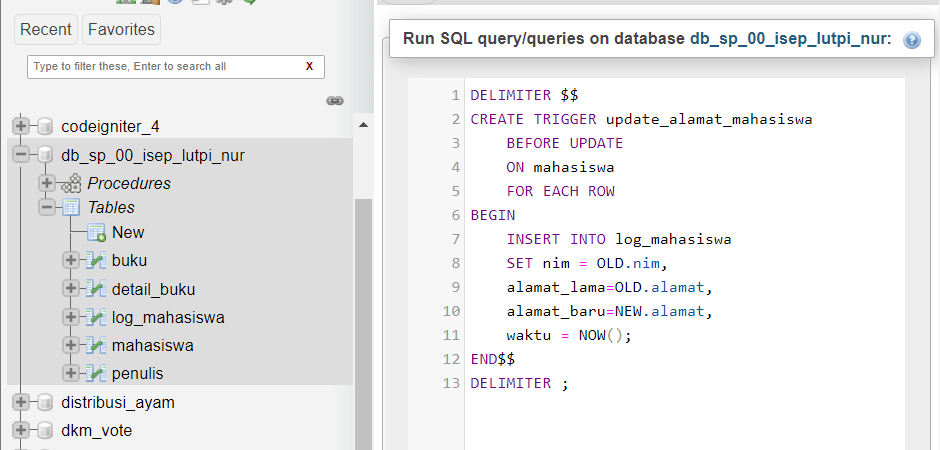 Recent Favorites
Type to filter these, Enter to search all X
codeigniter_4
db_sp_00_isep_lutpi_nur
Procedures
Tables
New
buku
detail_buku
log_mahasiswa
mahasiswa
penulis
distribusi_ayam
dkm_vote
Run SQL query/queries on database db_sp_00_isep_lutpi_nur:
1 DELIMITER $$
2 CREATE TRIGGER update_alamat_mahasiswa
3 BEFORE UPDATE
4 ON mahasiswa
5 FOR EACH ROW
6 BEGIN
7 INSERT INTO log_mahasiswa
8 SET nim = OLD.nim,
9 alamat_lama=OLD.alamat,
10 alamat_baru=NEW.alamat,
11 waktu = NOW();
12 END$$
13 DELIMITER ;